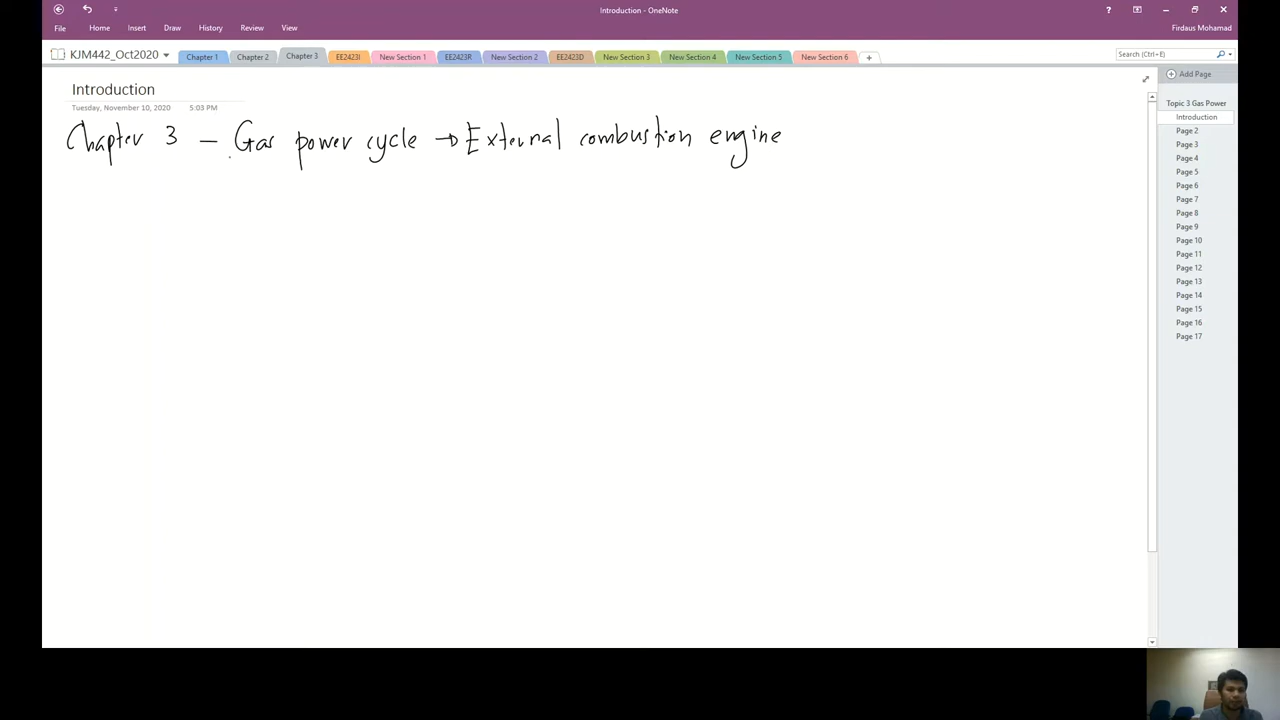 Introduction - OneNote
Firdaus Mohamad
File Home Insert Draw History Review View
KJM442_Oct2020
Chapter 1 Chapter 2 Chapter 3 EE2423I New Section 1 EE2423R New Section 2 EE2423D New Section 3 New Section 4 New Section 5 New Section 6
Search (Ctrl+E)
Add Page
Introduction
Tuesday, November 10, 2020 5:03 PM
Chapter 3 — Gas power cycle → External combustion engine
Topic 3 Gas Power
Introduction
Page 2
Page 3
Page 4
Page 5
Page 6
Page 7
Page 8
Page 9
Page 10
Page 11
Page 12
Page 13
Page 14
Page 15
Page 16
Page 17